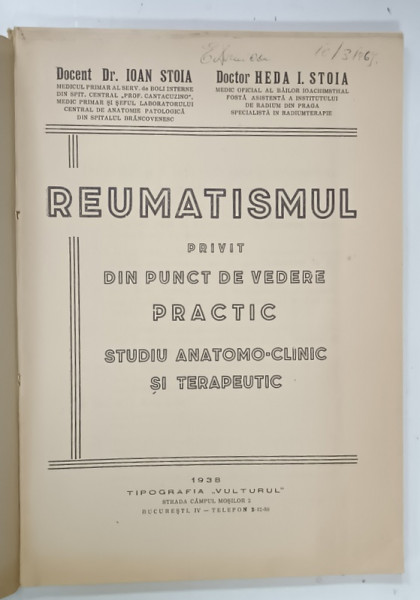 Docent Dr. IOAN STOIA
MEDICUL PRIMAR AL SERV. de BOLI INTERNE
DIN SPIT. CENTRAL „PROF. CANTACUZINO",
MEDIC PRIMAR ȘI ȘEFUL LABORATORULUI
CENTRAL DE ANATOMIE PATOLOGICĂ
DIN SPITALUL BRÂNCOVENESC
Doctor HEDA I. STOIA
MEDIC OFICIAL AL BĂILOR IOACHIMSTHAL
FOSTĂ ASISTENTĂ A INSTITUTULUI
DE RADIUM DIN PRAGA
SPECIALISTĂ IN RADIUMTERAPIE
REUMATISMUL
PRIVIT
DIN PUNCT DE VEDERE
PRACTIC
STUDIU ANATOMO-CLINIC
ȘI TERAPEUTIC
1938
TIPOGRAFIA „VULTURUL"
STRADA CÂMPUL MOȘILOR 2
BUCUREȘTI IV — TELEFON